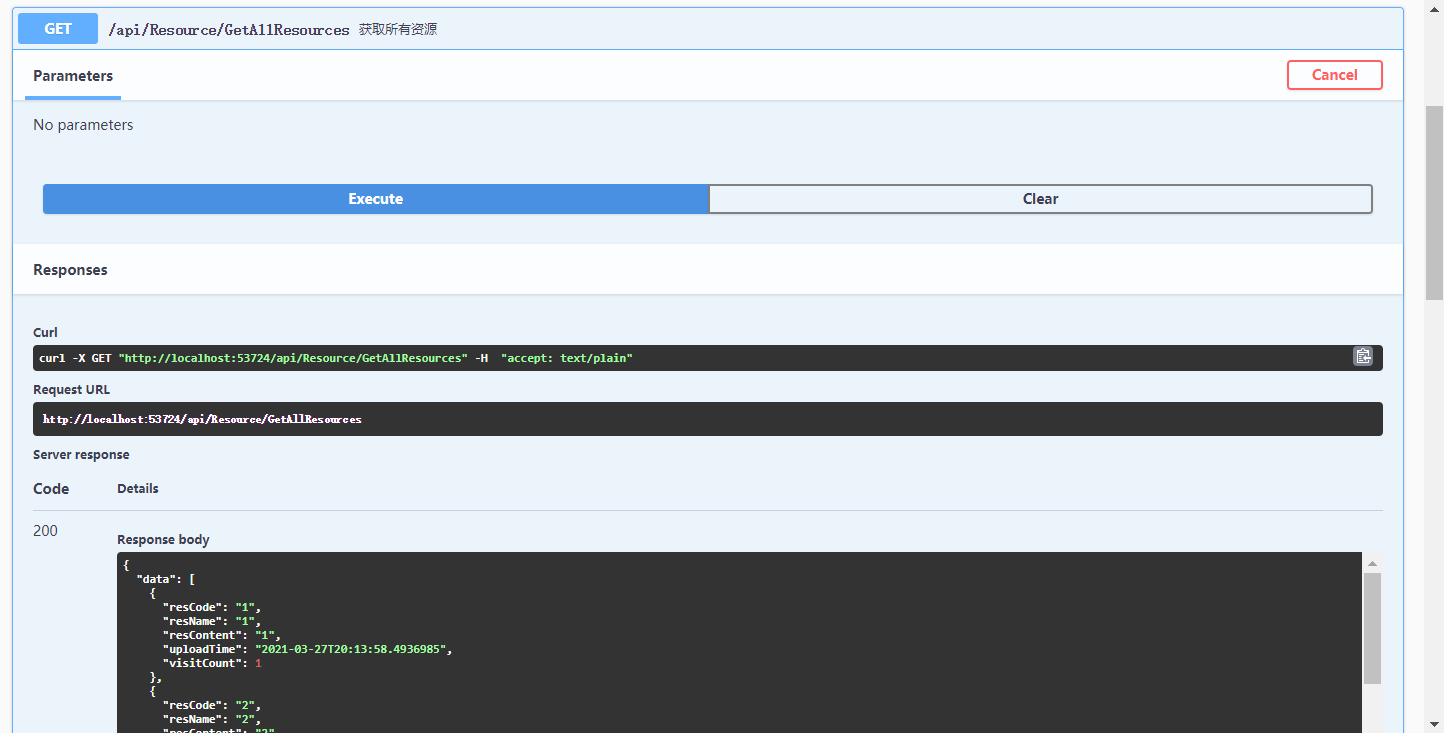 GET /api/Resource/GetAllResources 获取所有资源
Parameters
Cancel
No parameters
Execute
Clear
Responses
Curl
curl -X GET "http://localhost:53724/api/Resource/GetAllResources" -H  "accept: text/plain"
Request URL
http://localhost:53724/api/Resource/GetAllResources
Server response
Code
Details
200
Response body
{
  "data": [
    {
      "resCode": "1",
      "resName": "1",
      "resContent": "1",
      "uploadTime": "2021-03-27T20:13:58.4936985",
      "visitCount": 1
    },
    {
      "resCode": "2",
      "resName": "2",
      "resContent": "2"